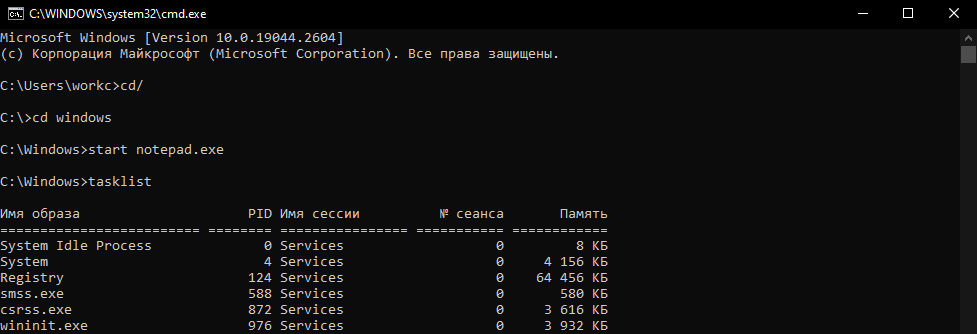 C:\WINDOWS\system32\cmd.exe
Microsoft Windows [Version 10.0.19044.2604]
(c) Корпорация Майкрософт (Microsoft Corporation). Все права защищены.
C:\Users\workc>cd/
C:\>cd windows
C:\Windows>start notepad.exe
C:\Windows>tasklist
Имя образа                     PID Имя сессии          № сеанса       Память
========================= ======== ================ =========== ============
System Idle Process              0 Services                   0         8 КБ
System                           4 Services                   0     4 156 КБ
Registry                       124 Services                   0    64 456 КБ
smss.exe                       588 Services                   0       580 КБ
csrss.exe                      872 Services                   0     3 616 КБ
wininit.exe                    976 Services                   0     3 932 КБ